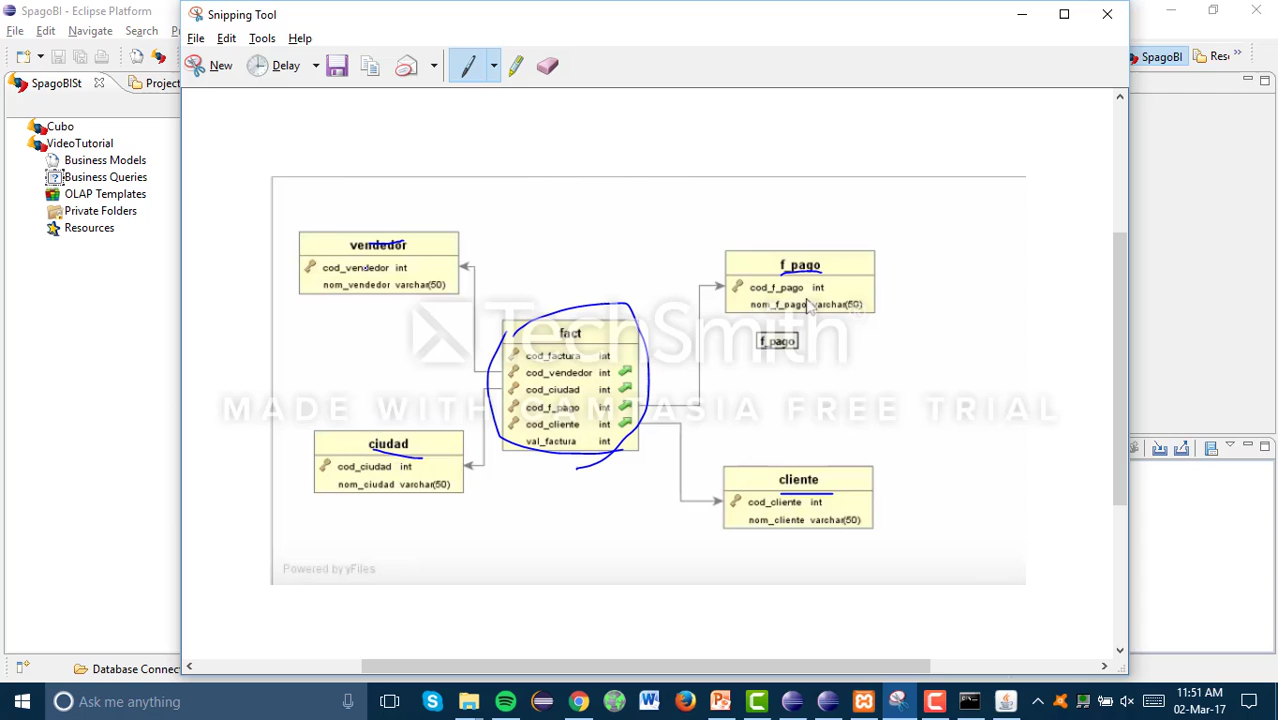 SpagoBI - Eclipse Platform
Snipping Tool
File Edit Navigate Search
File Edit Tools Help
New Delay
SpagoBI Res
SpagoBISt Project
Cubo
VideoTutorial
Business Models
Business Queries
OLAP Templates
Private Folders
Resources
vendedor
cod_vendedor int
nom_vendedor varchar(50)
f_pago
cod_f_pago int
nom_f_pago varchar(50)
f_pago
TechSmith
MADE WITH CAMTASIA FREE TRIAL
fact
cod_factura int
cod_vendedor int
cod_ciudad int
cod_f_pago int
cod_cliente int
val_factura int
ciudad
cod_ciudad int
nom_ciudad varchar(50)
cliente
cod_cliente int
nom_cliente varchar(50)
Powered by yFiles
Database Connec
Ask me anything
11:51 AM
02-Mar-17